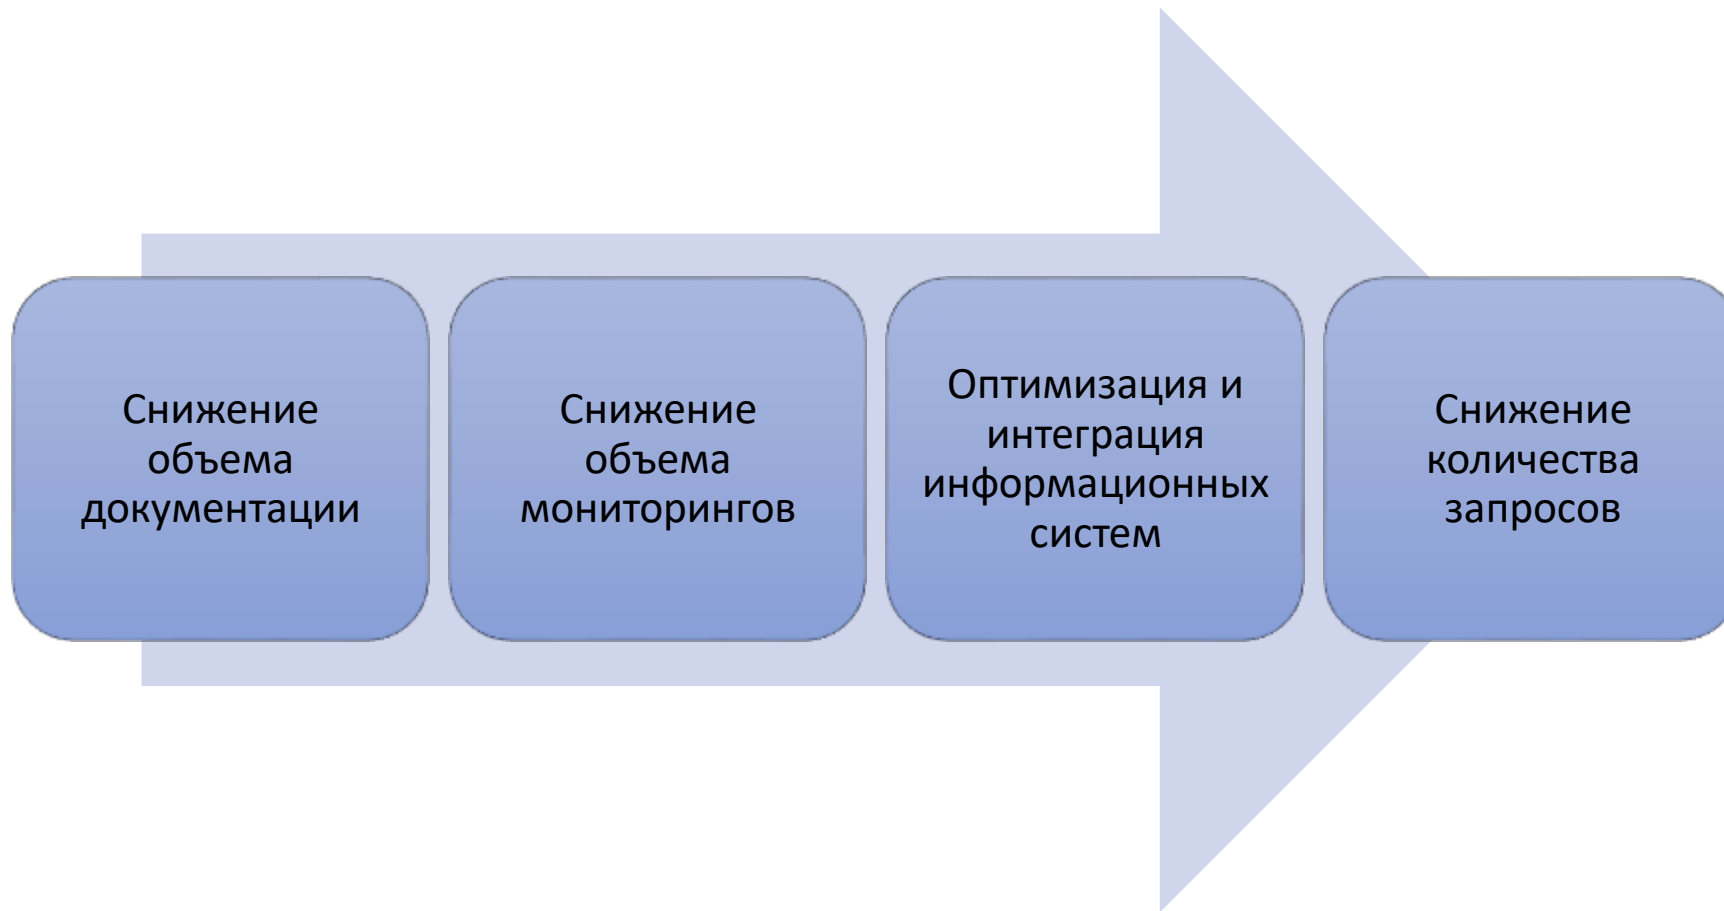 Снижение
объема
документации
Снижение
объема
мониторингов
Оптимизация и
интеграция
информационных
систем
Снижение
количества
запросов